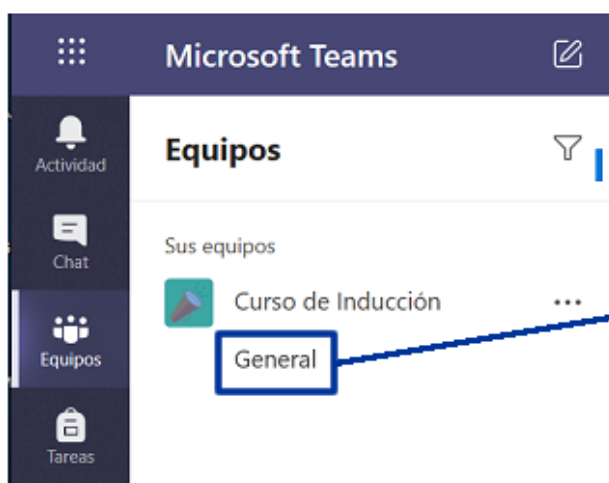 Microsoft Teams
Actividad
Chat
Equipos
Tareas
Equipos
Sus equipos
Curso de Inducción
General